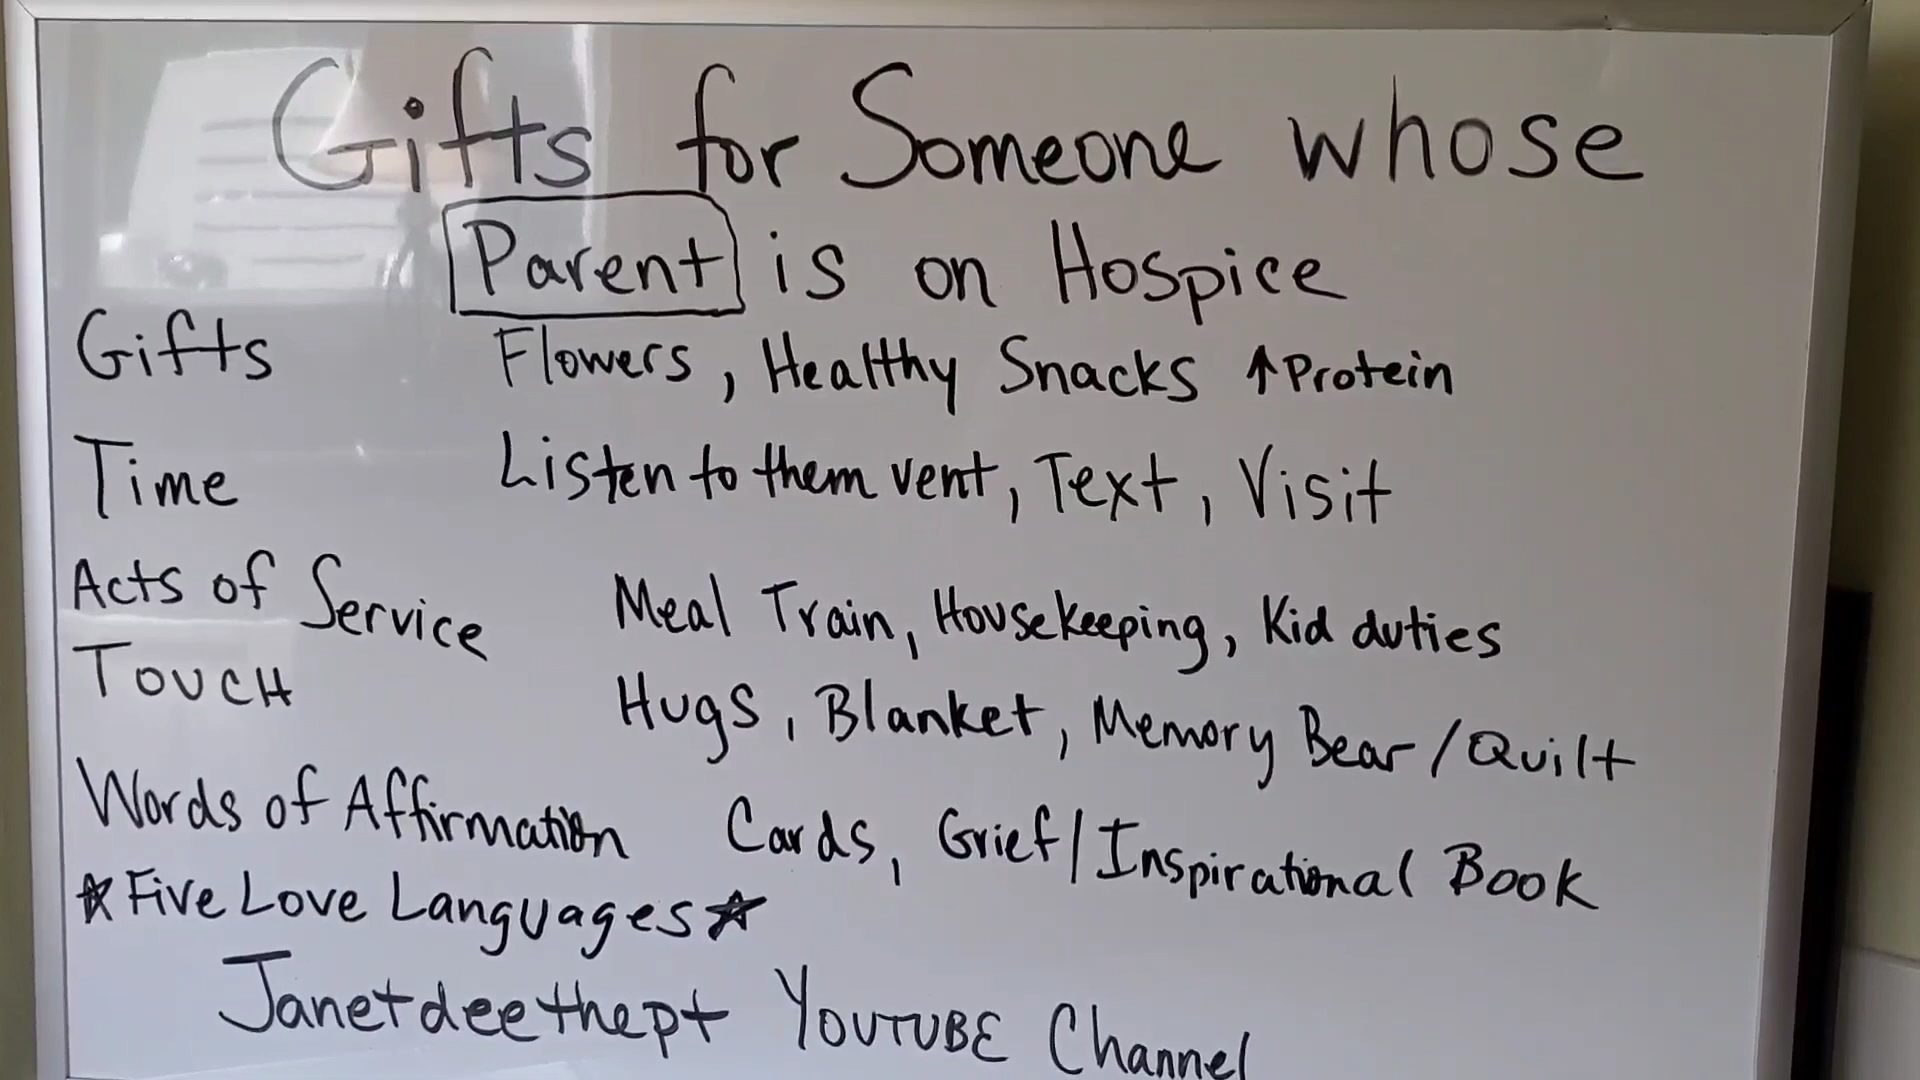 Gifts for Someone whose
Parent is on Hospice
Gifts Flowers, Healthy Snacks ↑Protein
Time Listen to them vent, Text, Visit
Acts of Service Meal Train, Housekeeping, Kid duties
Touch Hugs, Blanket, Memory Bear/Quilt
Words of Affirmation Cards, Grief/Inspirational Book
☆Five Love Languages☆
Janetdeethept YOUTUBE Channel